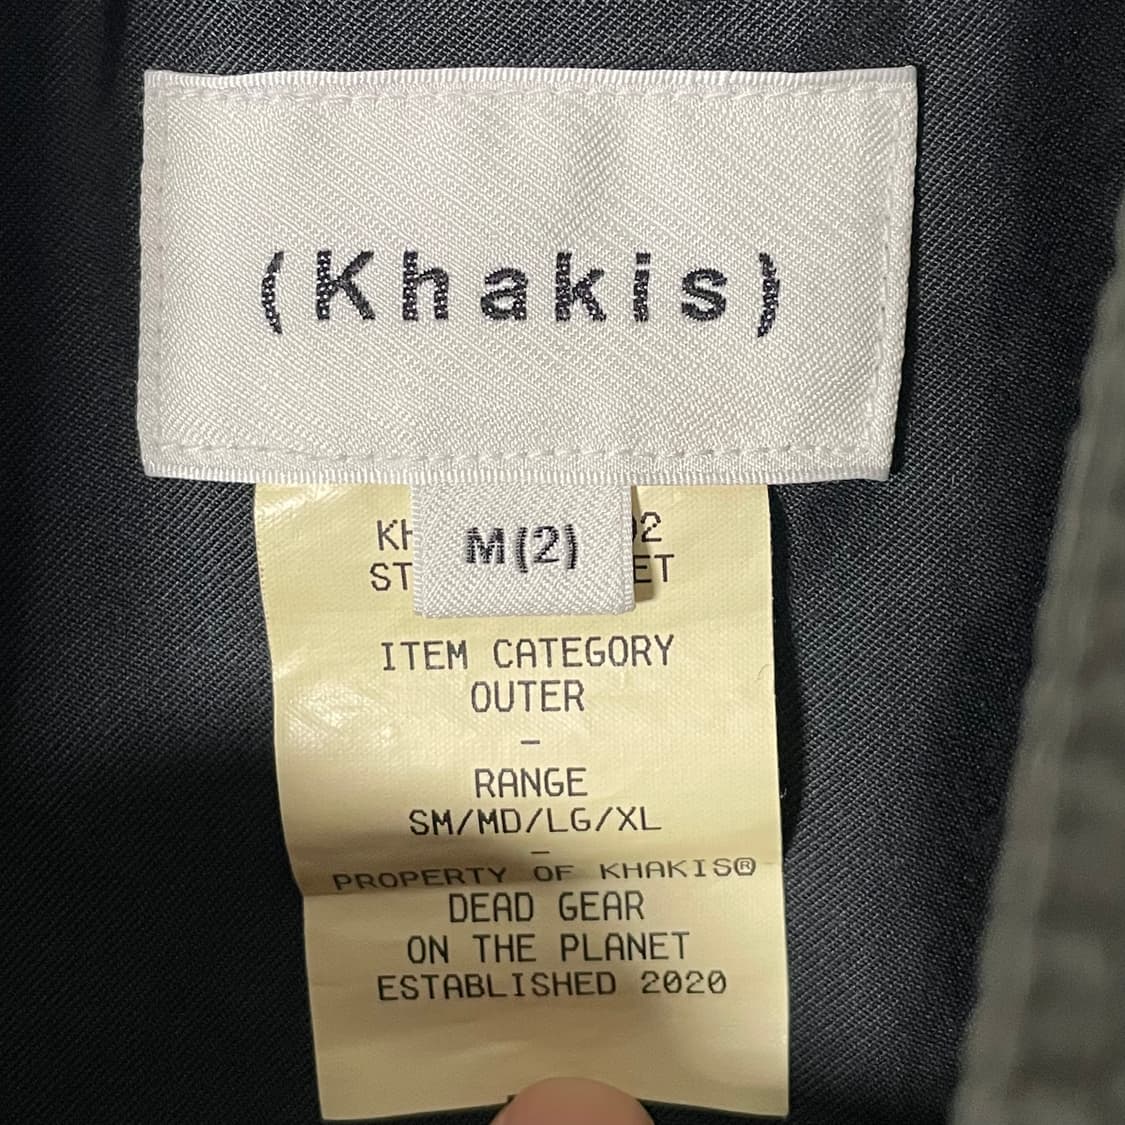 (Khakis)
M(2)
ITEM CATEGORY
OUTER
-
RANGE
SM/MD/LG/XL
-
PROPERTY OF KHAKIS®
DEAD GEAR
ON THE PLANET
ESTABLISHED 2020